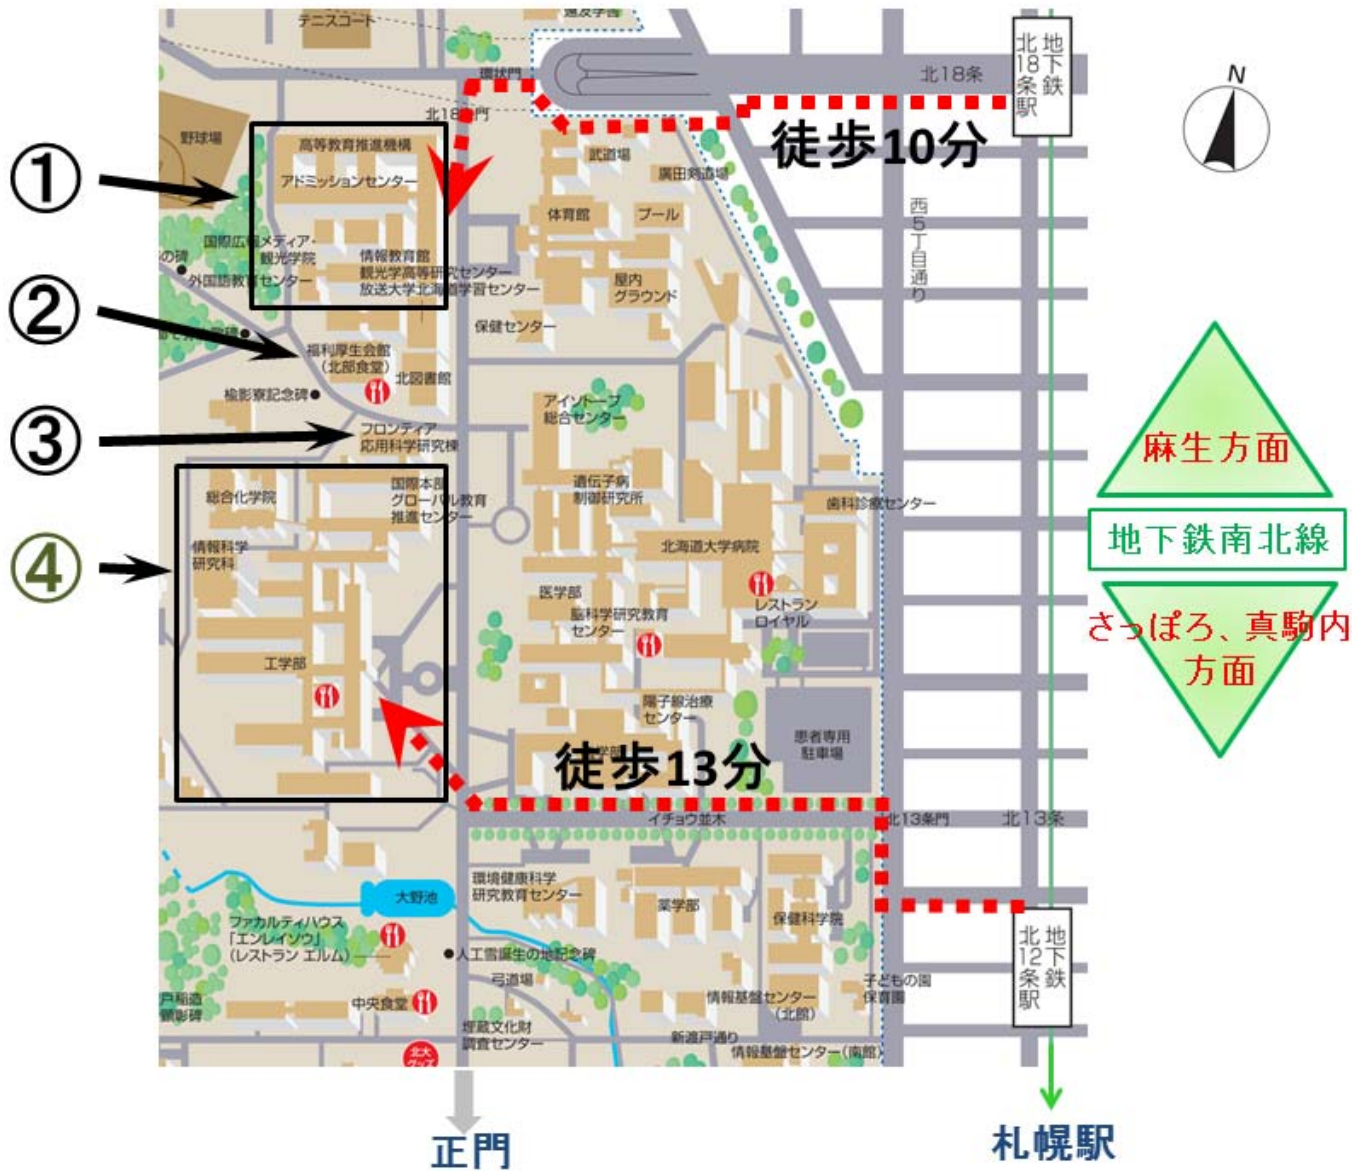 テニスコート
環状門
北18条
地下鉄
北18条駅
N
野球場
高等教育推進機構
アドミッションセンター
武道場
廣田剣道場
徒歩10分
①
体育館
プール
西5丁目通り
国際広報メディア・
観光学院
外国語教育センター
情報教育館
観光学高等研究センター
放送大学北海道学習センター
屋内
グラウンド
②
保健センター
福利厚生会館
（北部食堂）
北図書館
楡影寮記念碑
アイソトープ
総合センター
③
フロンティア
応用科学研究棟
麻生方面
総合化学院
国際本部
グローバル教育
推進センター
遺伝子病
制御研究所
歯科診療センター
地下鉄南北線
④
情報科学
研究科
北海道大学病院
医学部
脳科学研究教育
センター
レストラン
ロイヤル
さっぽろ、真駒内
方面
工学部
陽子線治療
センター
患者専用
駐車場
徒歩13分
イチョウ並木
北13条門
北13条
大野池
環境健康科学
研究教育センター
薬学部
保健科学院
ファカルティハウス
「エンレイソウ」
（レストラン エルム）
人工雪誕生の地記念碑
地下鉄
北12条駅
弓道場
子どもの園
保育園
中央食堂
情報基盤センター
（北館）
埋蔵文化財
調査センター
新渡戸通り
情報基盤センター（南館）
北大
グッズ
正門
札幌駅